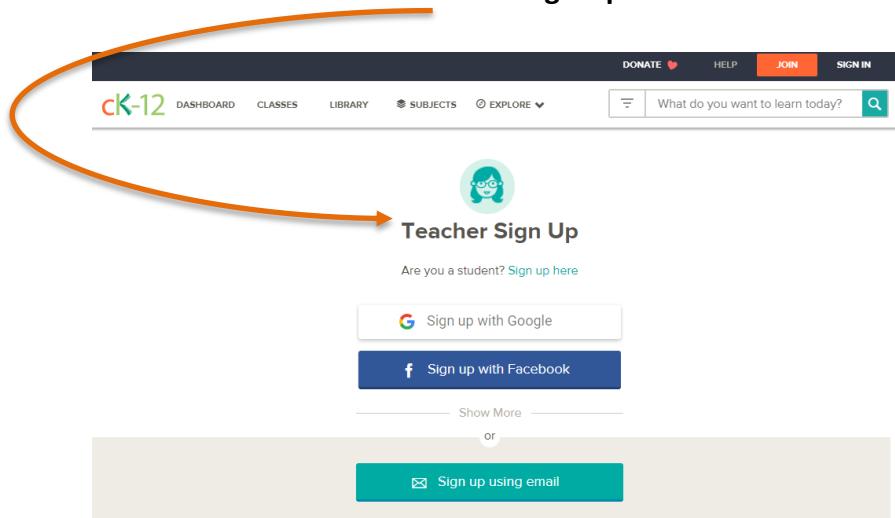 DONATE HELP JOIN SIGN IN
cK-12 DASHBOARD CLASSES LIBRARY SUBJECTS EXPLORE What do you want to learn today?
Teacher Sign Up
Are you a student? Sign up here
G Sign up with Google
f Sign up with Facebook
Show More
or
Sign up using email